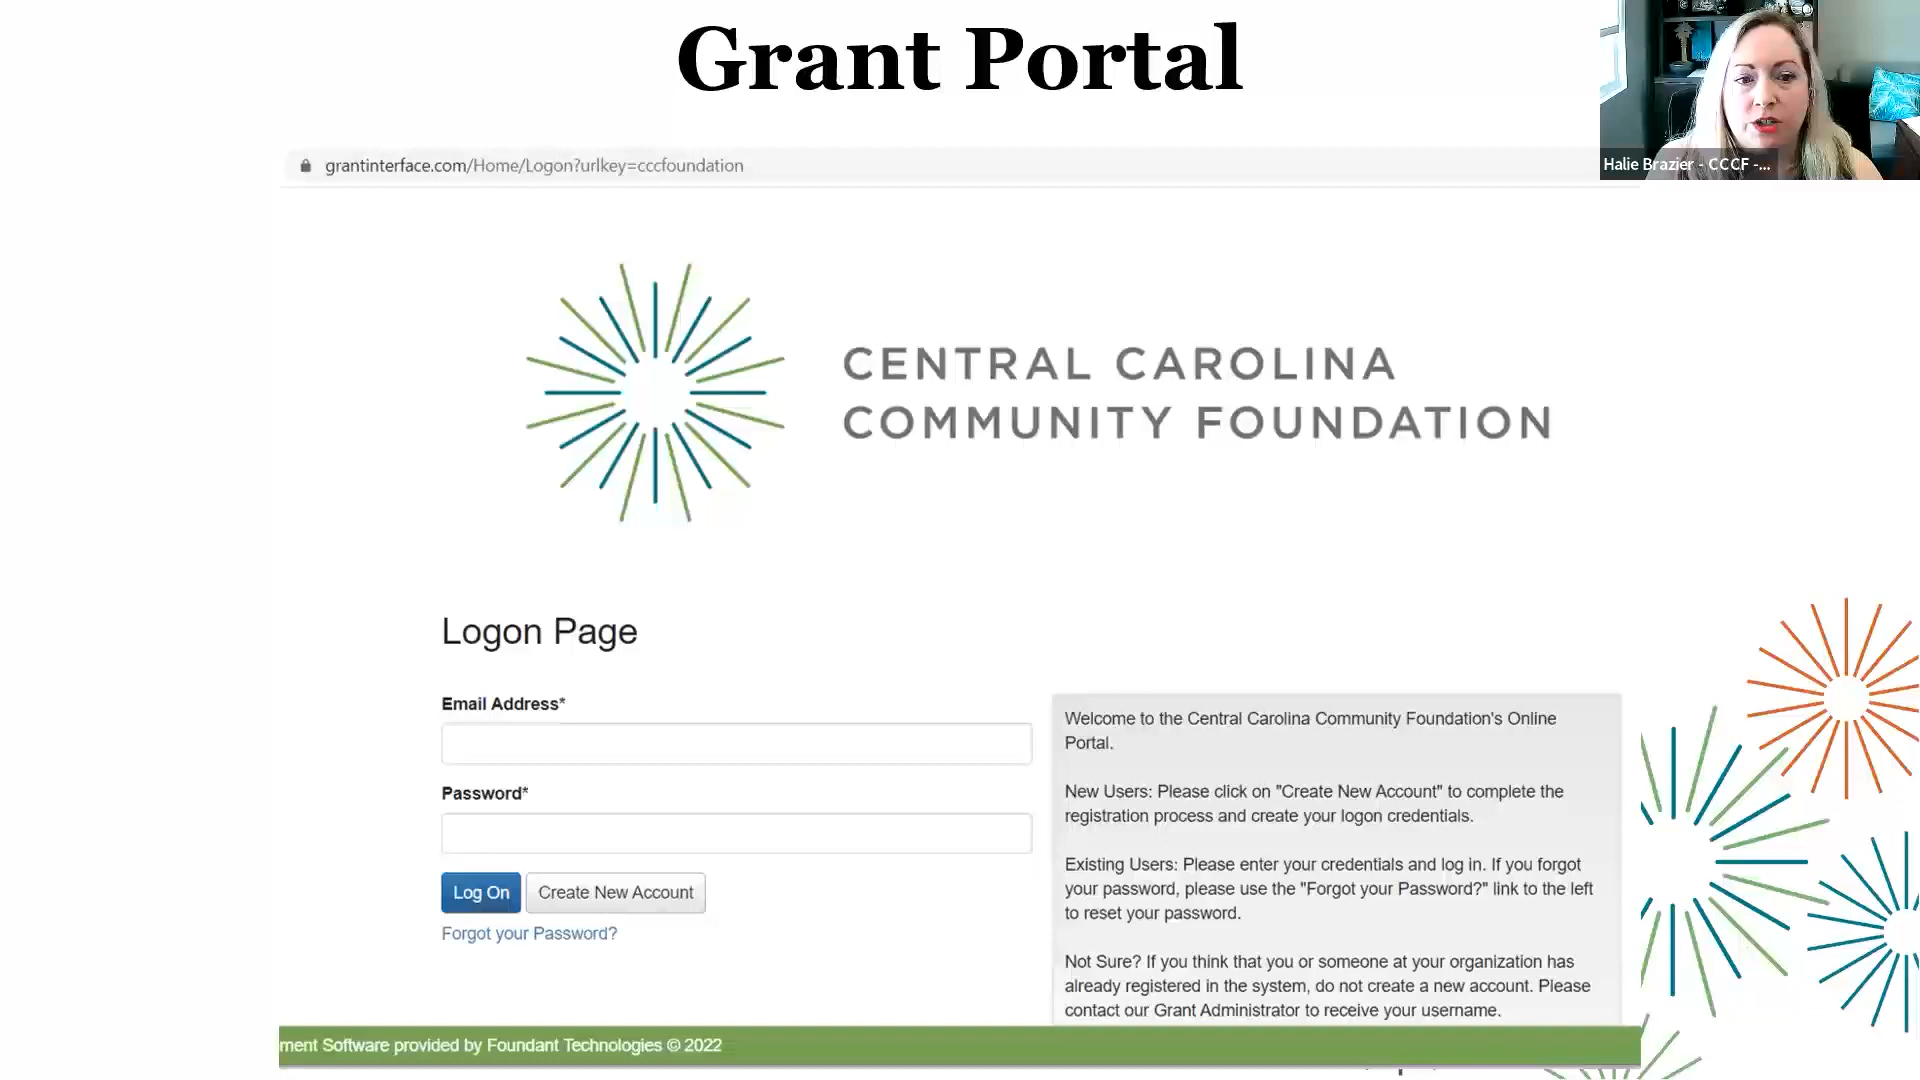 Grant Portal
Halie Brazier - CCCF -...
grantinterface.com/Home/Logon?urlkey=cccfoundation
CENTRAL CAROLINA
COMMUNITY FOUNDATION
Logon Page
Email Address*
Password*
Log On
Create New Account
Forgot your Password?
Welcome to the Central Carolina Community Foundation's Online
Portal.
New Users: Please click on "Create New Account" to complete the
registration process and create your logon credentials.
Existing Users: Please enter your credentials and log in. If you forgot
your password, please use the "Forgot your Password?" link to the left
to reset your password.
Not Sure? If you think that you or someone at your organization has
already registered in the system, do not create a new account. Please
contact our Grant Administrator to receive your username.
ment Software provided by Foundant Technologies © 2022